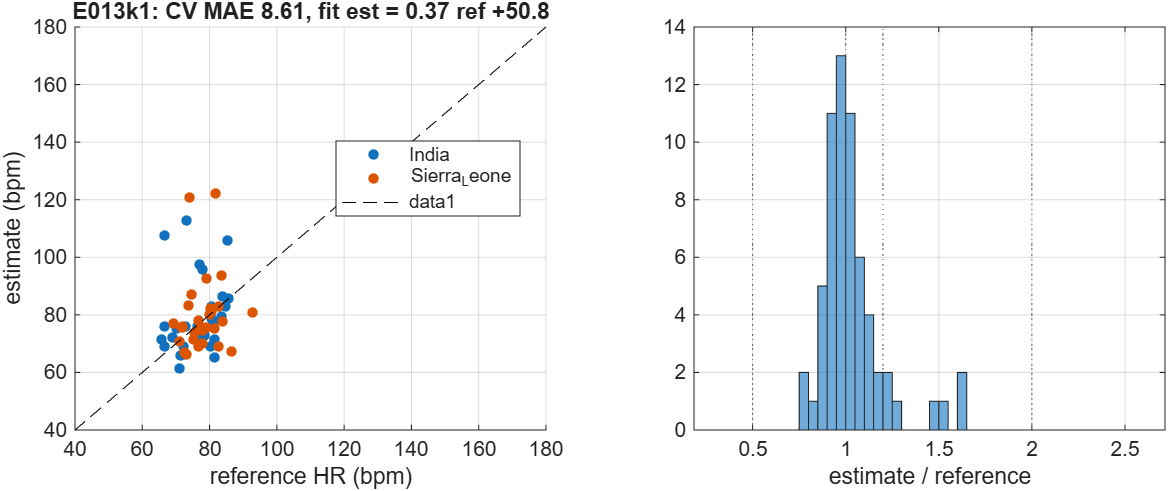 E013k1: CV MAE 8.61, fit est = 0.37 ref +50.8
180
160
140
120
100
80
60
40
estimate (bpm)
40 60 80 100 120 140 160 180
reference HR (bpm)
India
Sierra_Leone
data1
14
12
10
8
6
4
2
0
0.5 1 1.5 2 2.5
estimate / reference